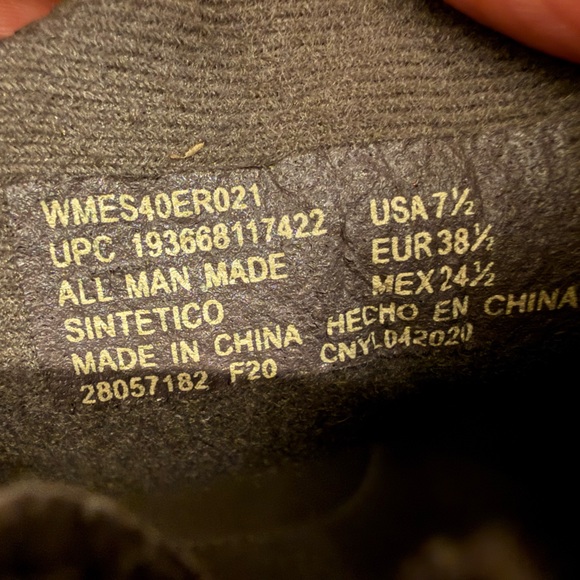 WMES40ER021
UPC 193668117422
ALL MAN MADE
SINTETICO
MADE IN CHINA
28057182 F20
USA 7½
EUR 38½
MEX 24½
HECHO EN CHINA
CNYL042020